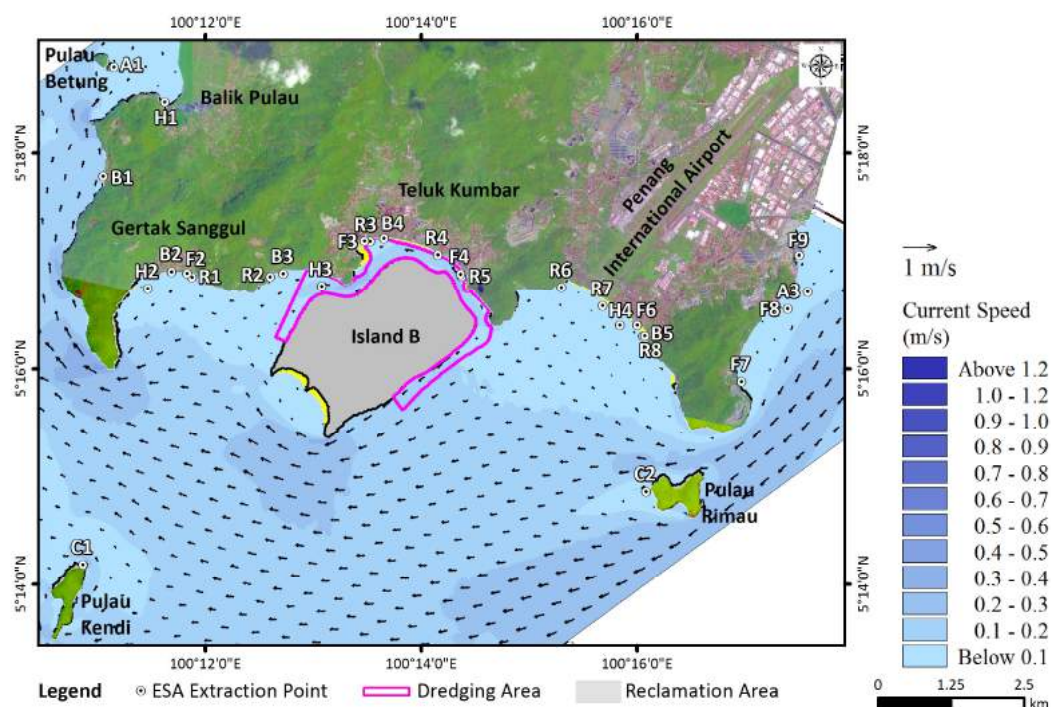 100°12'0"E
100°14'0"E
100°16'0"E
Pulau
Betung
A1
Balik Pulau
H1
5°18'0"N
5°18'0"N
B1
Teluk Kumbar
Penang
International Airport
Gertak Sanggul
R3
B4
F3
R4
F9
B2
F2
B3
F4
H2
R1
R2
H3
R5
R6
R7
A3
H4
F6
F8
B5
R8
Island B
5°16'0"N
5°16'0"N
F7
C2
Pulau
Rimau
C1
5°14'0"N
5°14'0"N
Pulau
Kendi
100°12'0"E
100°14'0"E
100°16'0"E
1 m/s
Current Speed
(m/s)
Above 1.2
1.0 - 1.2
0.9 - 1.0
0.8 - 0.9
0.7 - 0.8
0.6 - 0.7
0.5 - 0.6
0.4 - 0.5
0.3 - 0.4
0.2 - 0.3
0.1 - 0.2
Below 0.1
Legend
ESA Extraction Point
Dredging Area
Reclamation Area
0 1.25 2.5
km